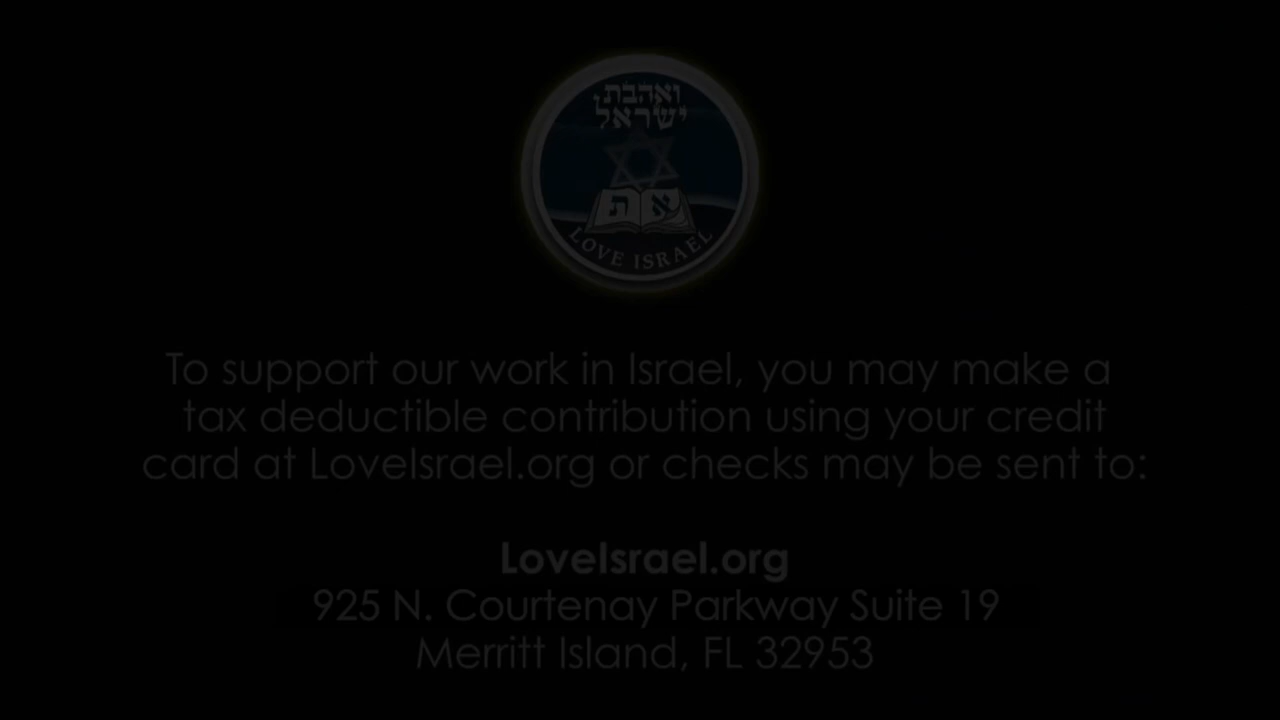 ואהבת
ישראל
ת א
LOVE ISRAEL
To support our work in Israel, you may make a
tax deductible contribution using your credit
card at LoveIsrael.org or checks may be sent to:
LoveIsrael.org
925 N. Courtenay Parkway Suite 19
Merritt Island, FL 32953